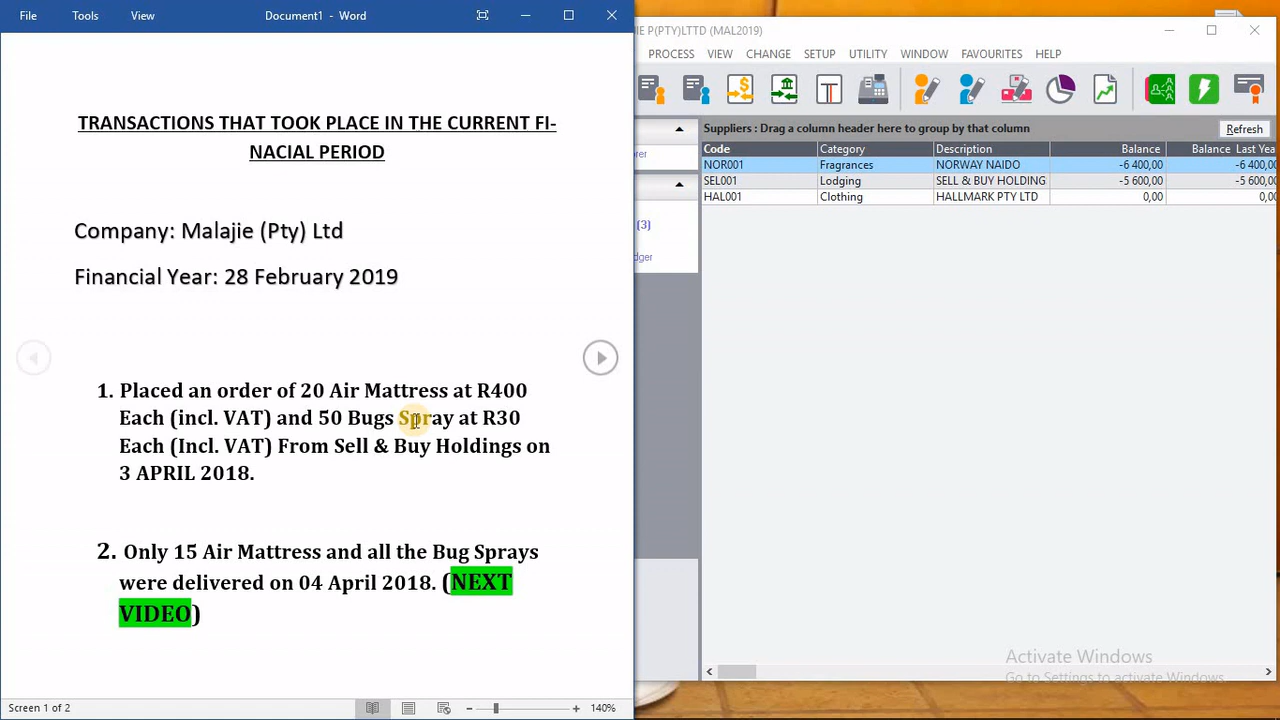 File Tools View Document1 - Word
TRANSACTIONS THAT TOOK PLACE IN THE CURRENT FI-
NACIAL PERIOD
Company: Malajie (Pty) Ltd
Financial Year: 28 February 2019
1. Placed an order of 20 Air Mattress at R400
Each (incl. VAT) and 50 Bugs Spray at R30
Each (Incl. VAT) From Sell & Buy Holdings on
3 APRIL 2018.
2. Only 15 Air Mattress and all the Bug Sprays
were delivered on 04 April 2018. (NEXT
VIDEO)
Screen 1 of 2 140%
IE P(PTY)LTTD (MAL2019)
PROCESS VIEW CHANGE SETUP UTILITY WINDOW FAVOURITES HELP
Suppliers : Drag a column header here to group by that column Refresh
Code Category Description Balance Balance Last Yea
NOR001 Fragrances NORWAY NAIDO -6 400,00 -6 400,0
SEL001 Lodging SELL & BUY HOLDING -5 600,00 -5 600,
HAL001 Clothing HALLMARK PTY LTD 0,00 0,00
(3)
Activate Windows
Go to Settings to activate Windows.